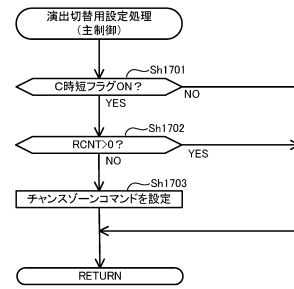 演出切替用設定処理
(主制御)
Sh1701
C時短フラグON?
NO
YES
Sh1702
RCNT>0?
YES
NO
Sh1703
チャンスゾーンコマンドを設定
RETURN